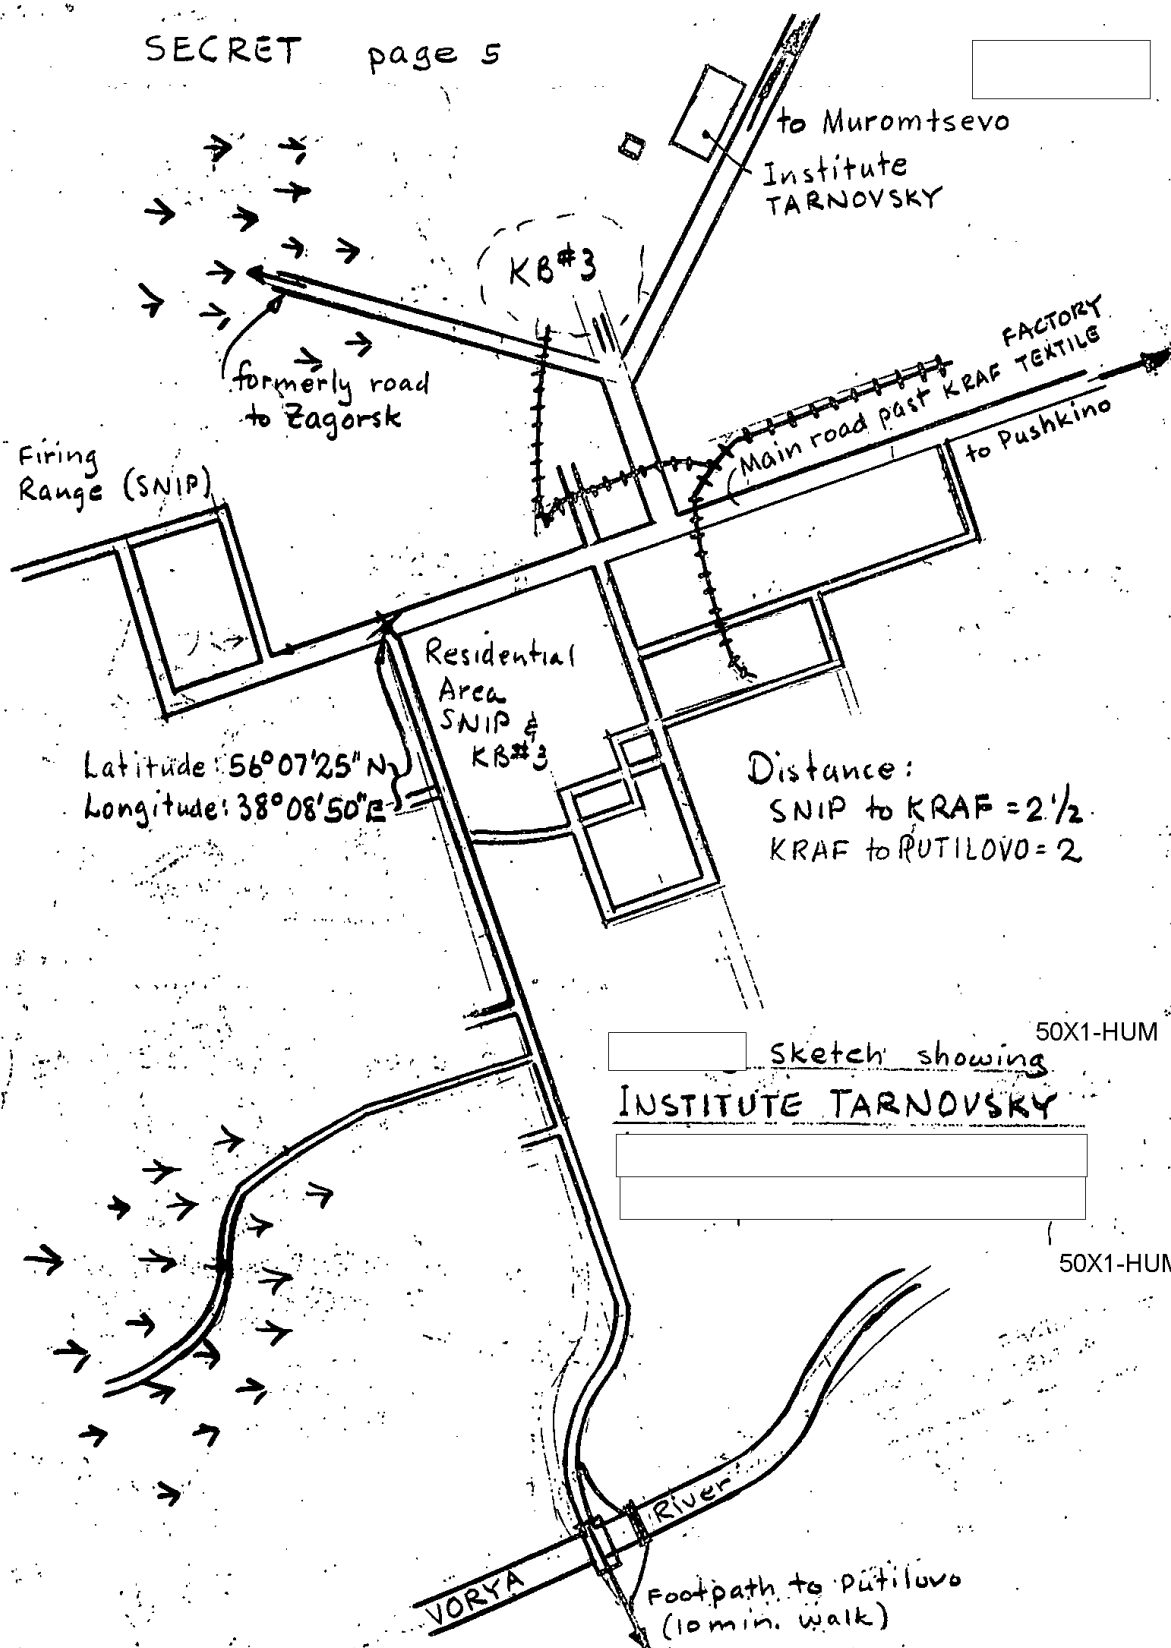 SECRET page 5
to Muromtsevo
Institute
TARNOVSKY
KB#3
formerly road
to Zagorsk
FACTORY
Main road past KRAF TEXTILE
to Pushkino
Firing
Range (SNIP)
Residential
Area
SNIP &
KB#3
Latitude: 56°07'25" N
Longitude: 38°08'50" E
Distance:
SNIP to KRAF = 2 1/2
KRAF to PUTILOVO = 2
50X1-HUM
Sketch showing
INSTITUTE TARNOVSKY
50X1-HUM
River
VORYA
Footpath to Putilovo
(10 min. walk)